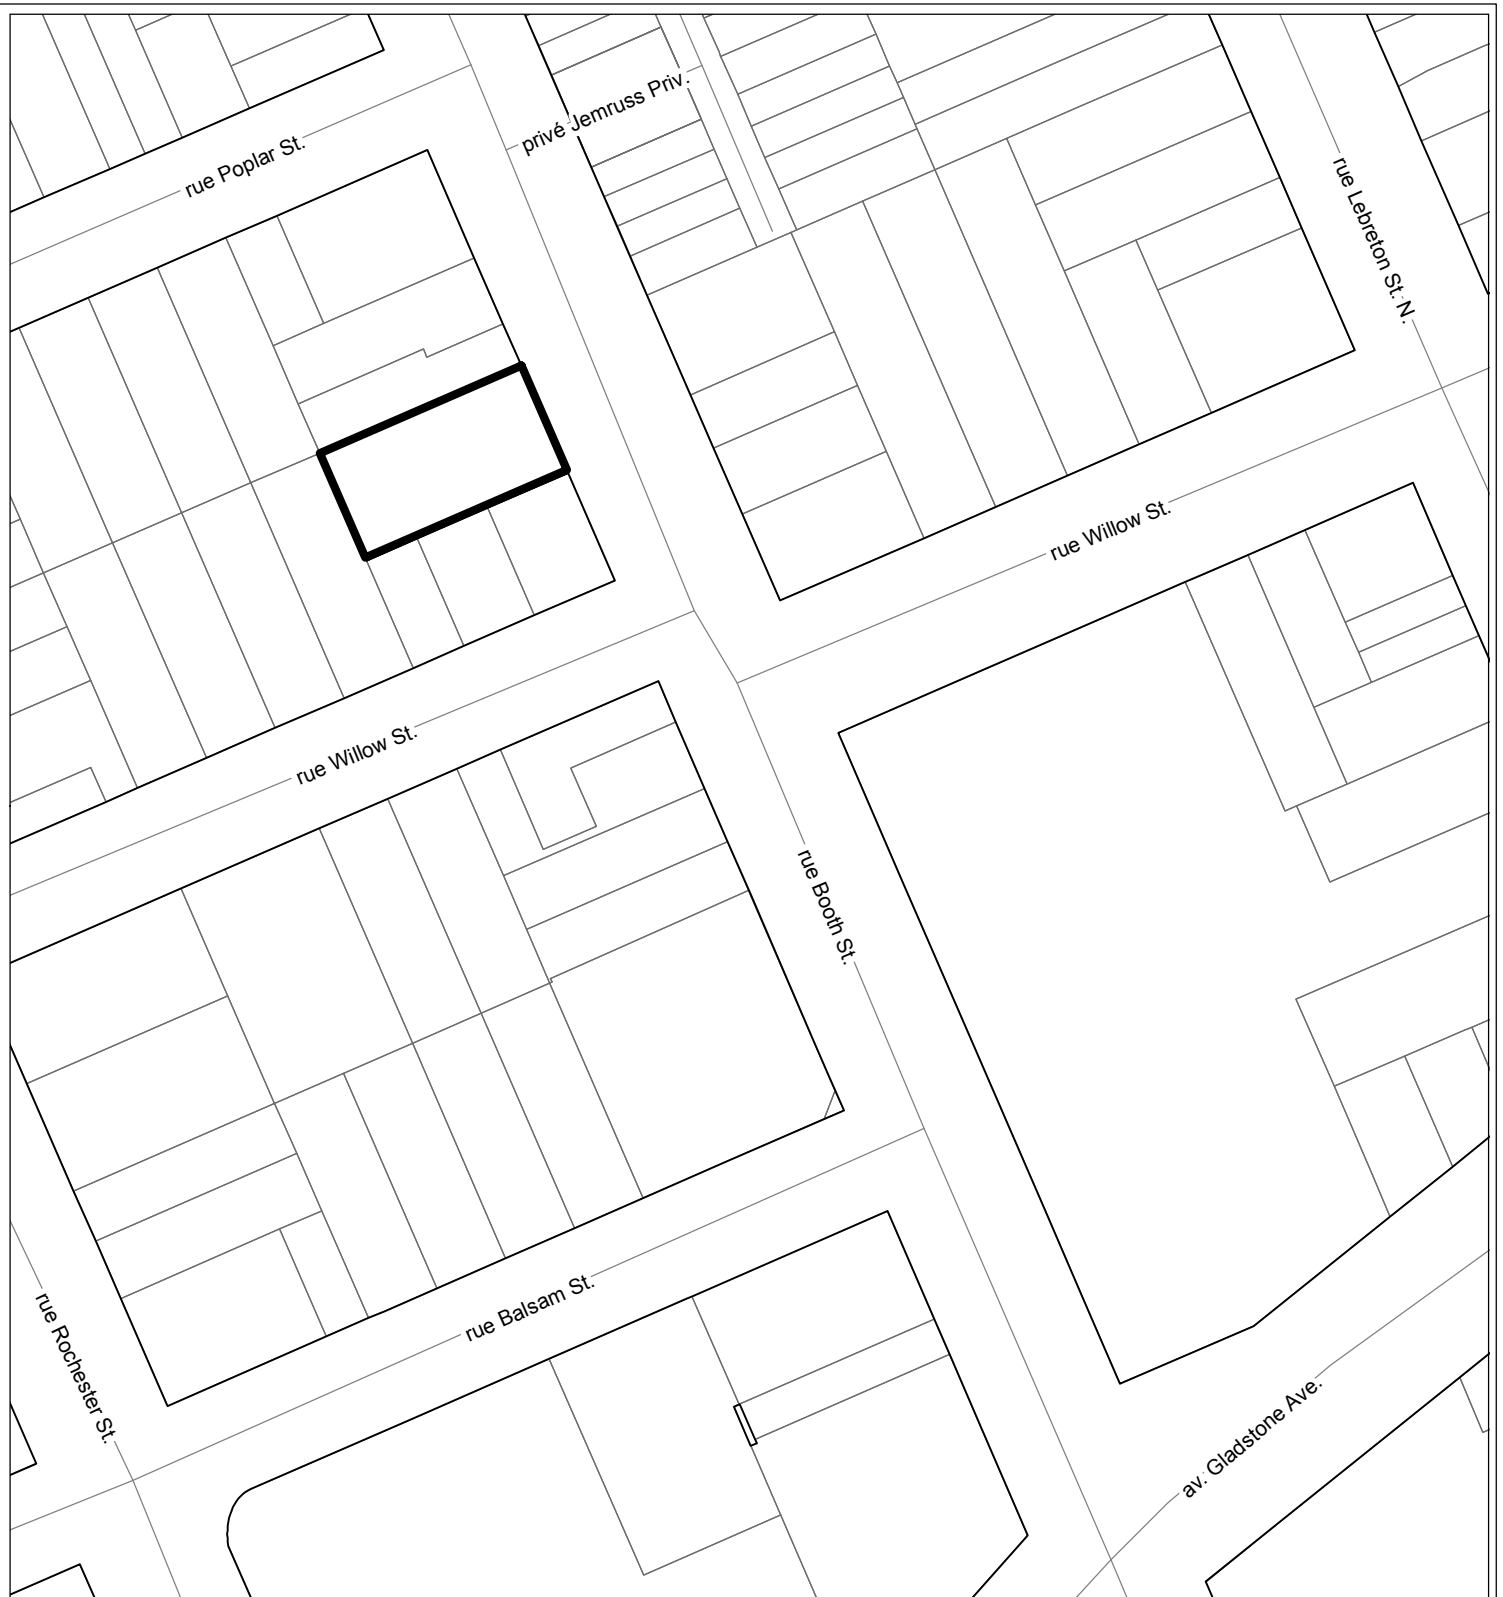 privé Jemruss Priv.
rue Poplar St.
rue Lebreton St. N.
rue Willow St.
rue Willow St.
rue Booth St.
rue Balsam St.
rue Rochester St.
av. Gladstone Ave.